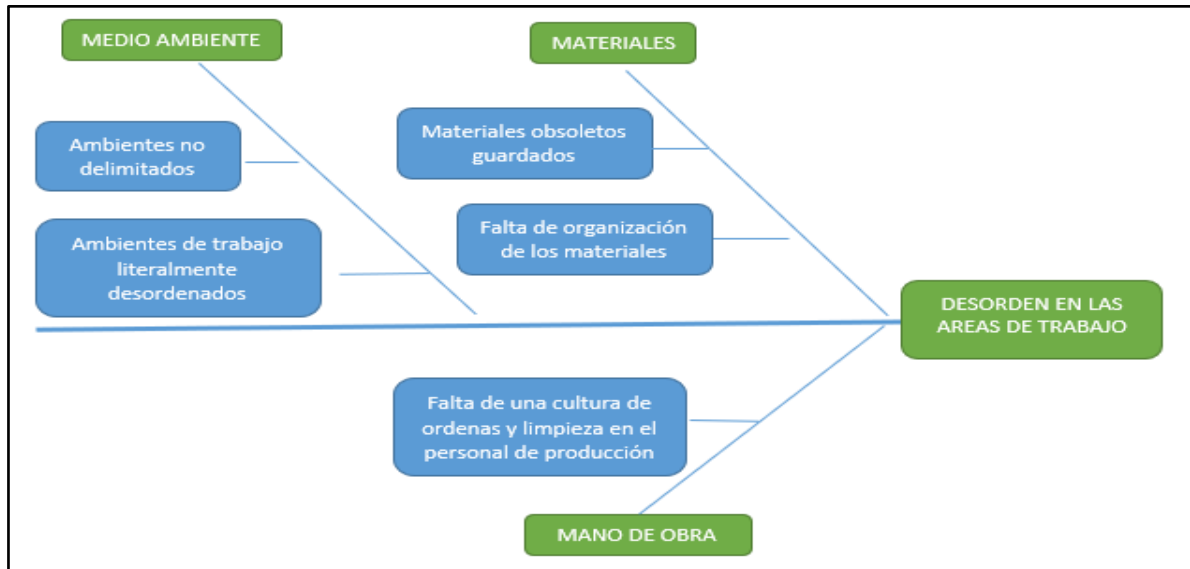 MEDIO AMBIENTE
MATERIALES
Ambientes no
delimitados
Materiales obsoletos
guardados
Ambientes de trabajo
literalmente
desordenados
Falta de organización
de los materiales
DESORDEN EN LAS
AREAS DE TRABAJO
Falta de una cultura de
ordenas y limpieza en el
personal de producción
MANO DE OBRA